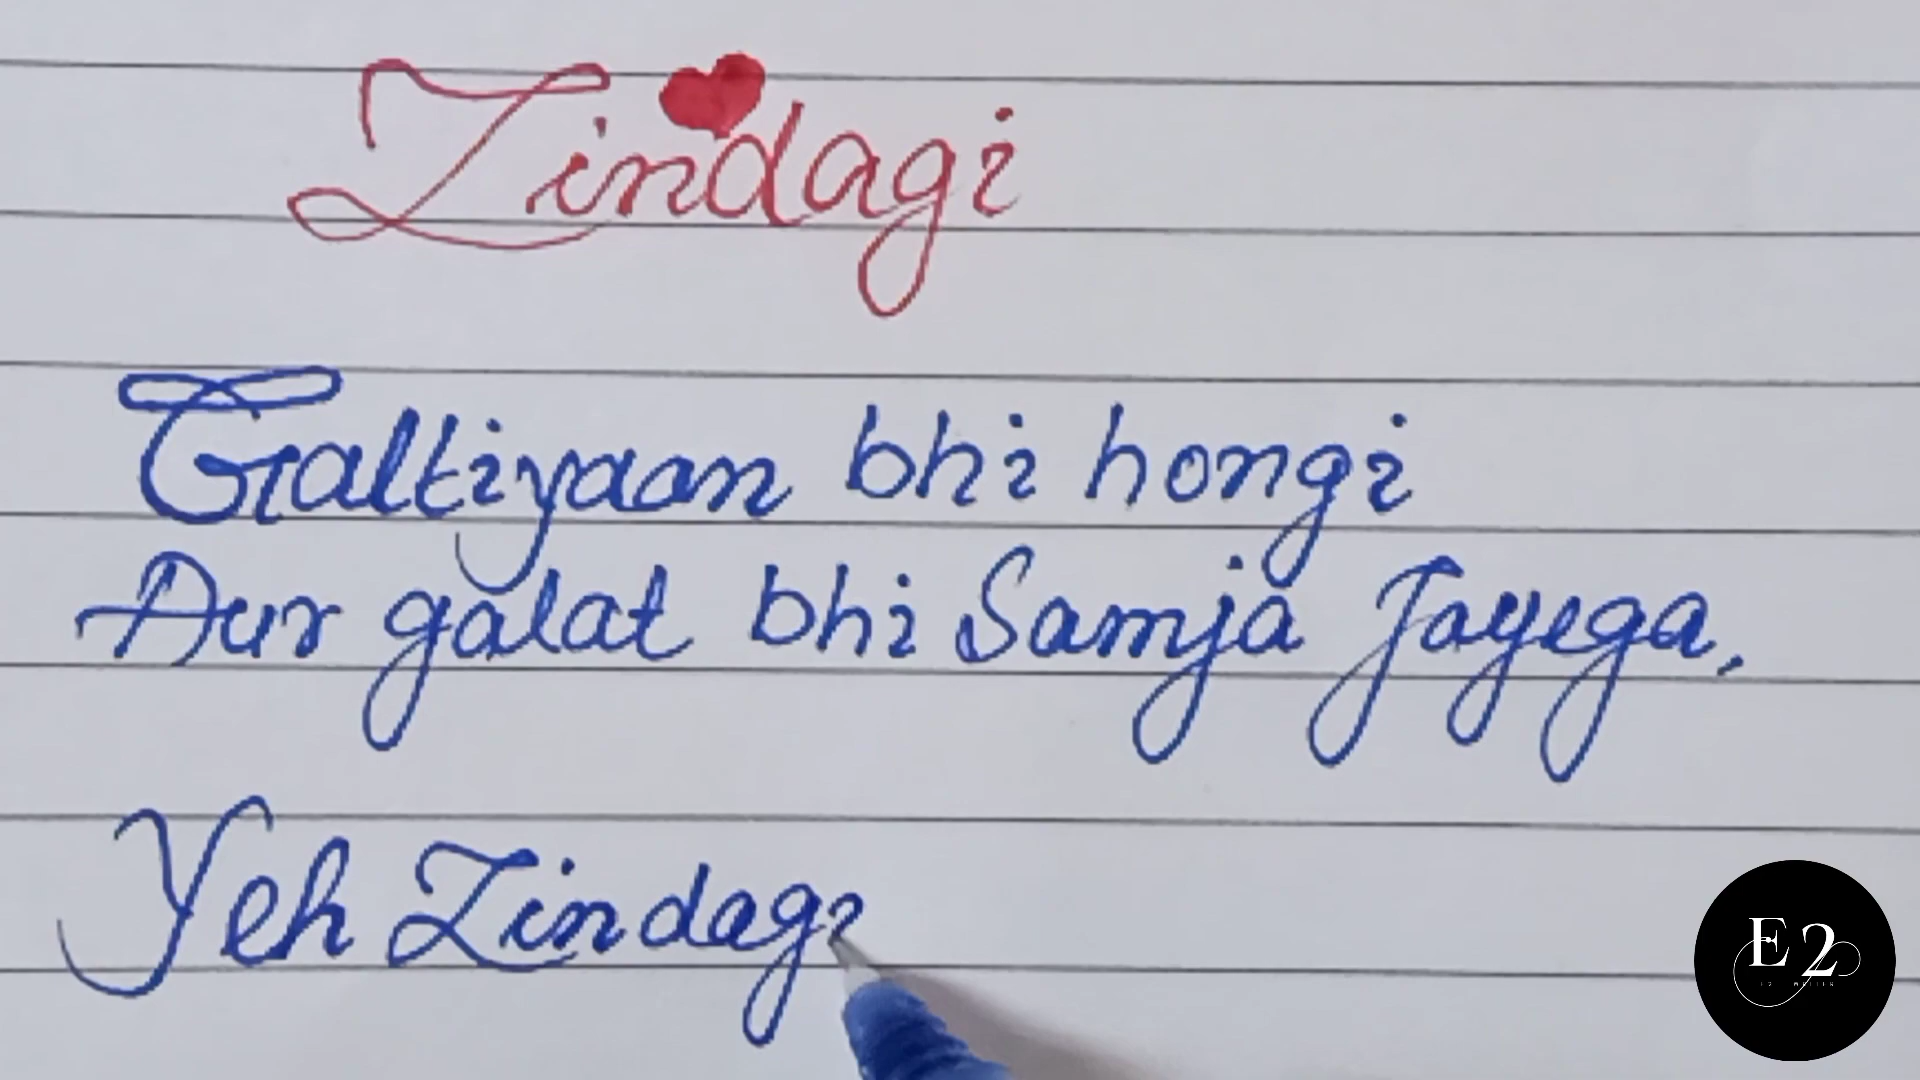 Zindagi
Galtiyaan bhi hongi
Aur galat bhi Samja Jayega,
Yeh Zindagi
E2